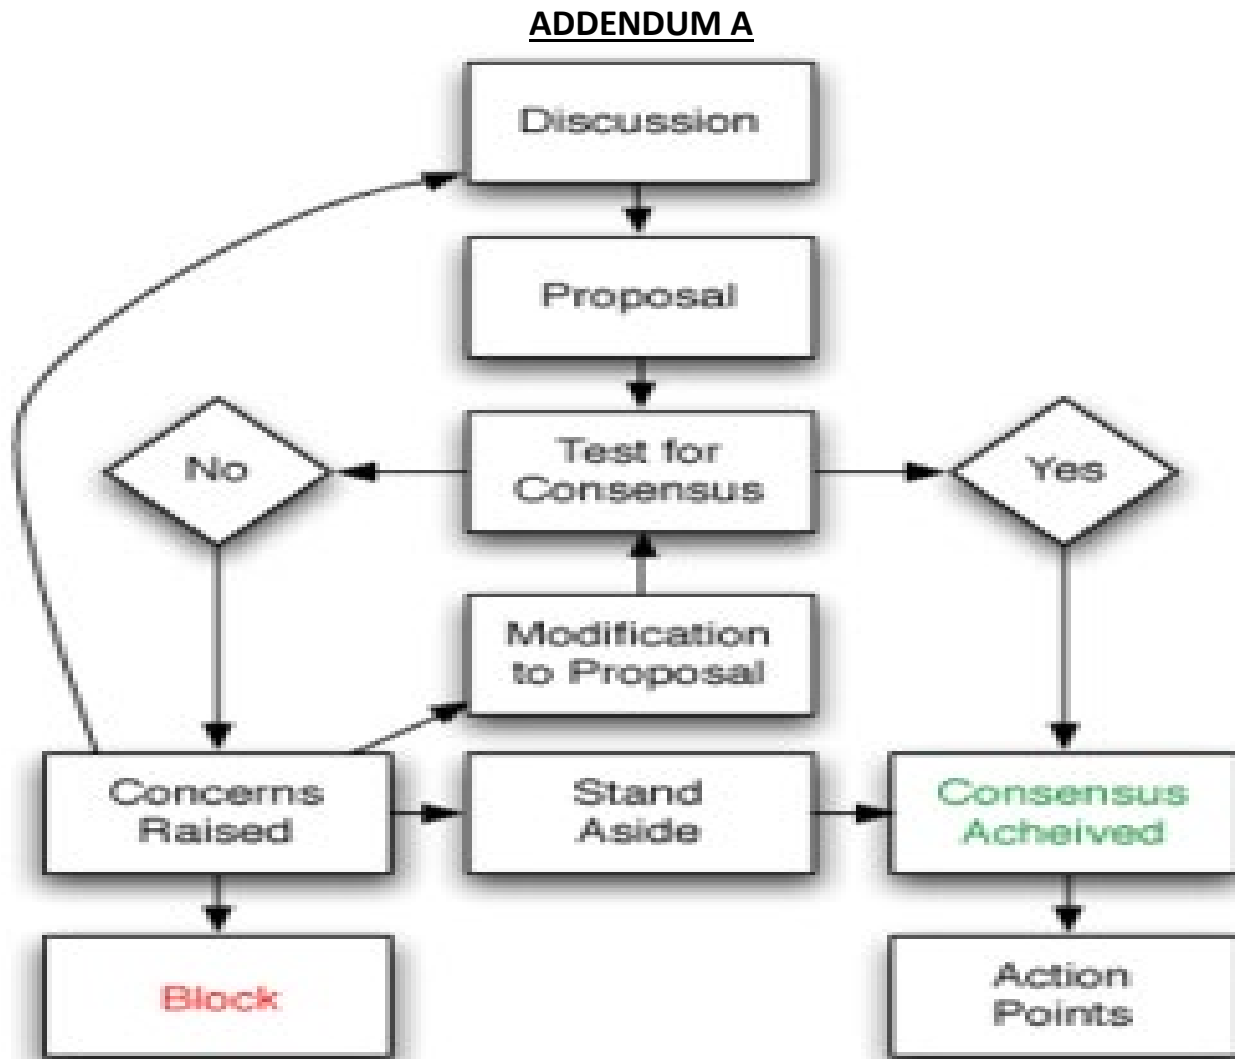 ADDENDUM A
Discussion
Proposal
No
Test for
Consensus
Yes
Modification
to Proposal
Concerns
Raised
Stand
Aside
Consensus
Acheived
Block
Action
Points